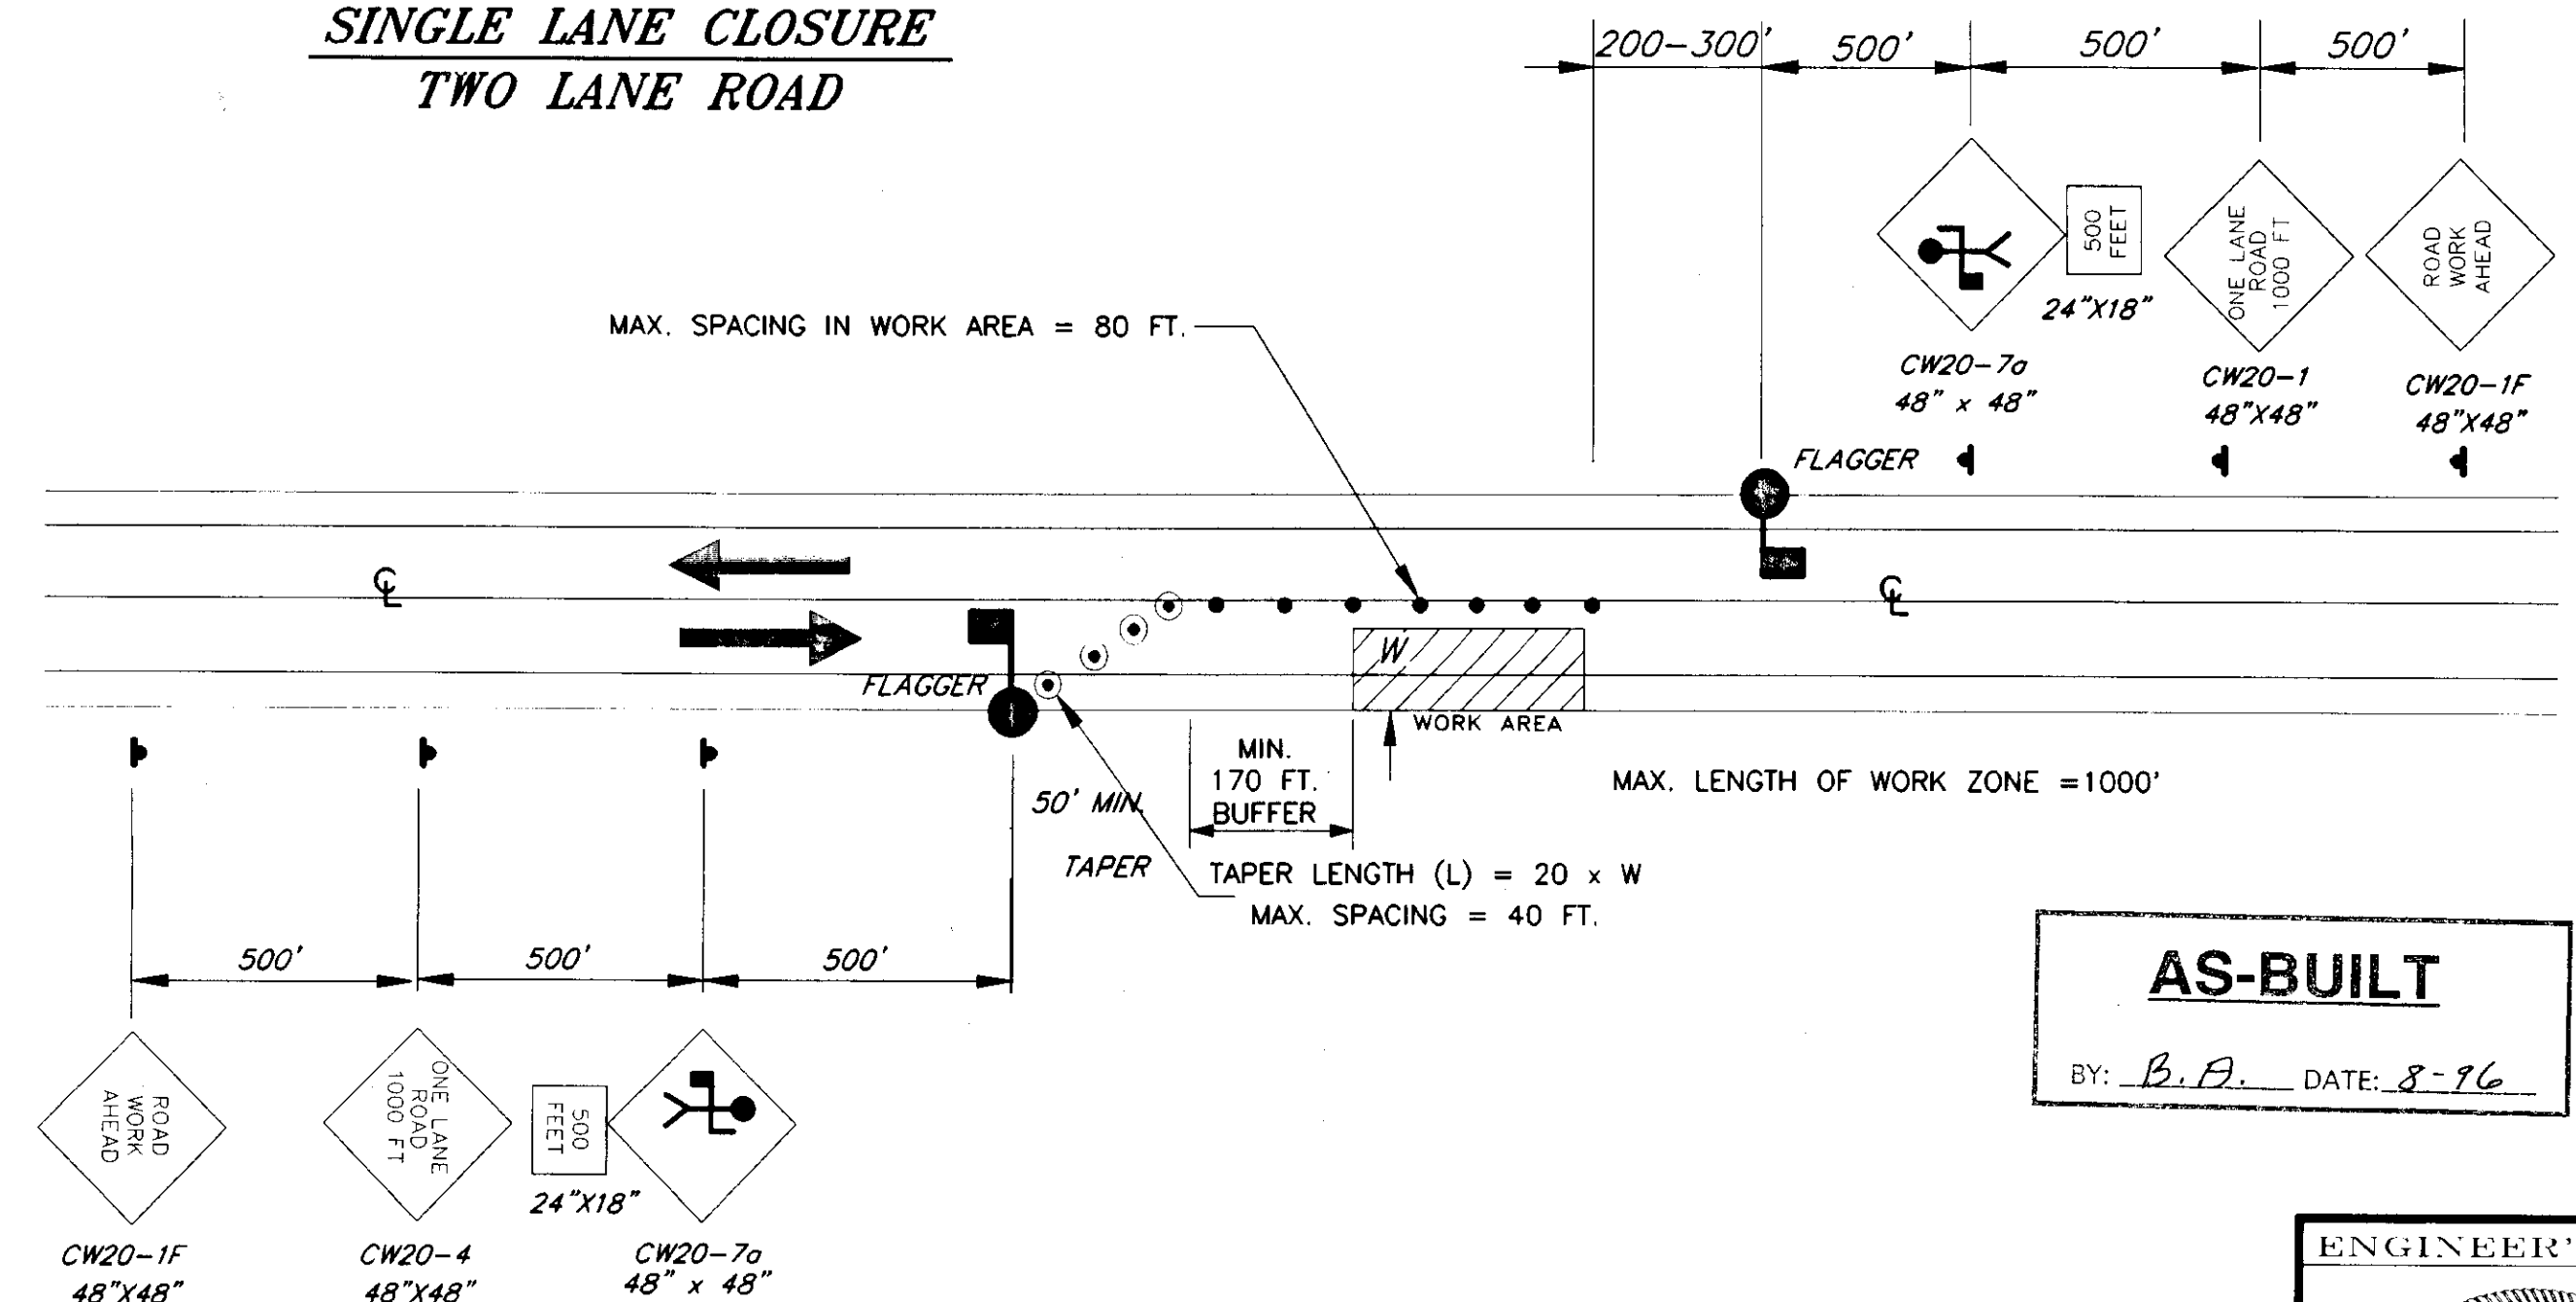 SINGLE LANE CLOSURE
TWO LANE ROAD
200-300' 500' 500' 500'
500
FEET
24"X18"
ONE LANE
ROAD
1000 FT
ROAD
WORK
AHEAD
CW20-7a
48" x 48"
CW20-1
48"X48"
CW20-1F
48"X48"
MAX. SPACING IN WORK AREA = 80 FT.
FLAGGER
℄
℄
W
FLAGGER
WORK AREA
MIN.
170 FT.
BUFFER
MAX. LENGTH OF WORK ZONE =1000'
50' MIN.
TAPER
TAPER LENGTH (L) = 20 x W
MAX. SPACING = 40 FT.
500' 500' 500'
ROAD
WORK
AHEAD
ONE LANE
ROAD
1000 FT
500
FEET
24"X18"
CW20-1F
48"X48"
CW20-4
48"X48"
CW20-7a
48" x 48"
AS-BUILT
BY: B.A. DATE: 8-96
ENGINEER'